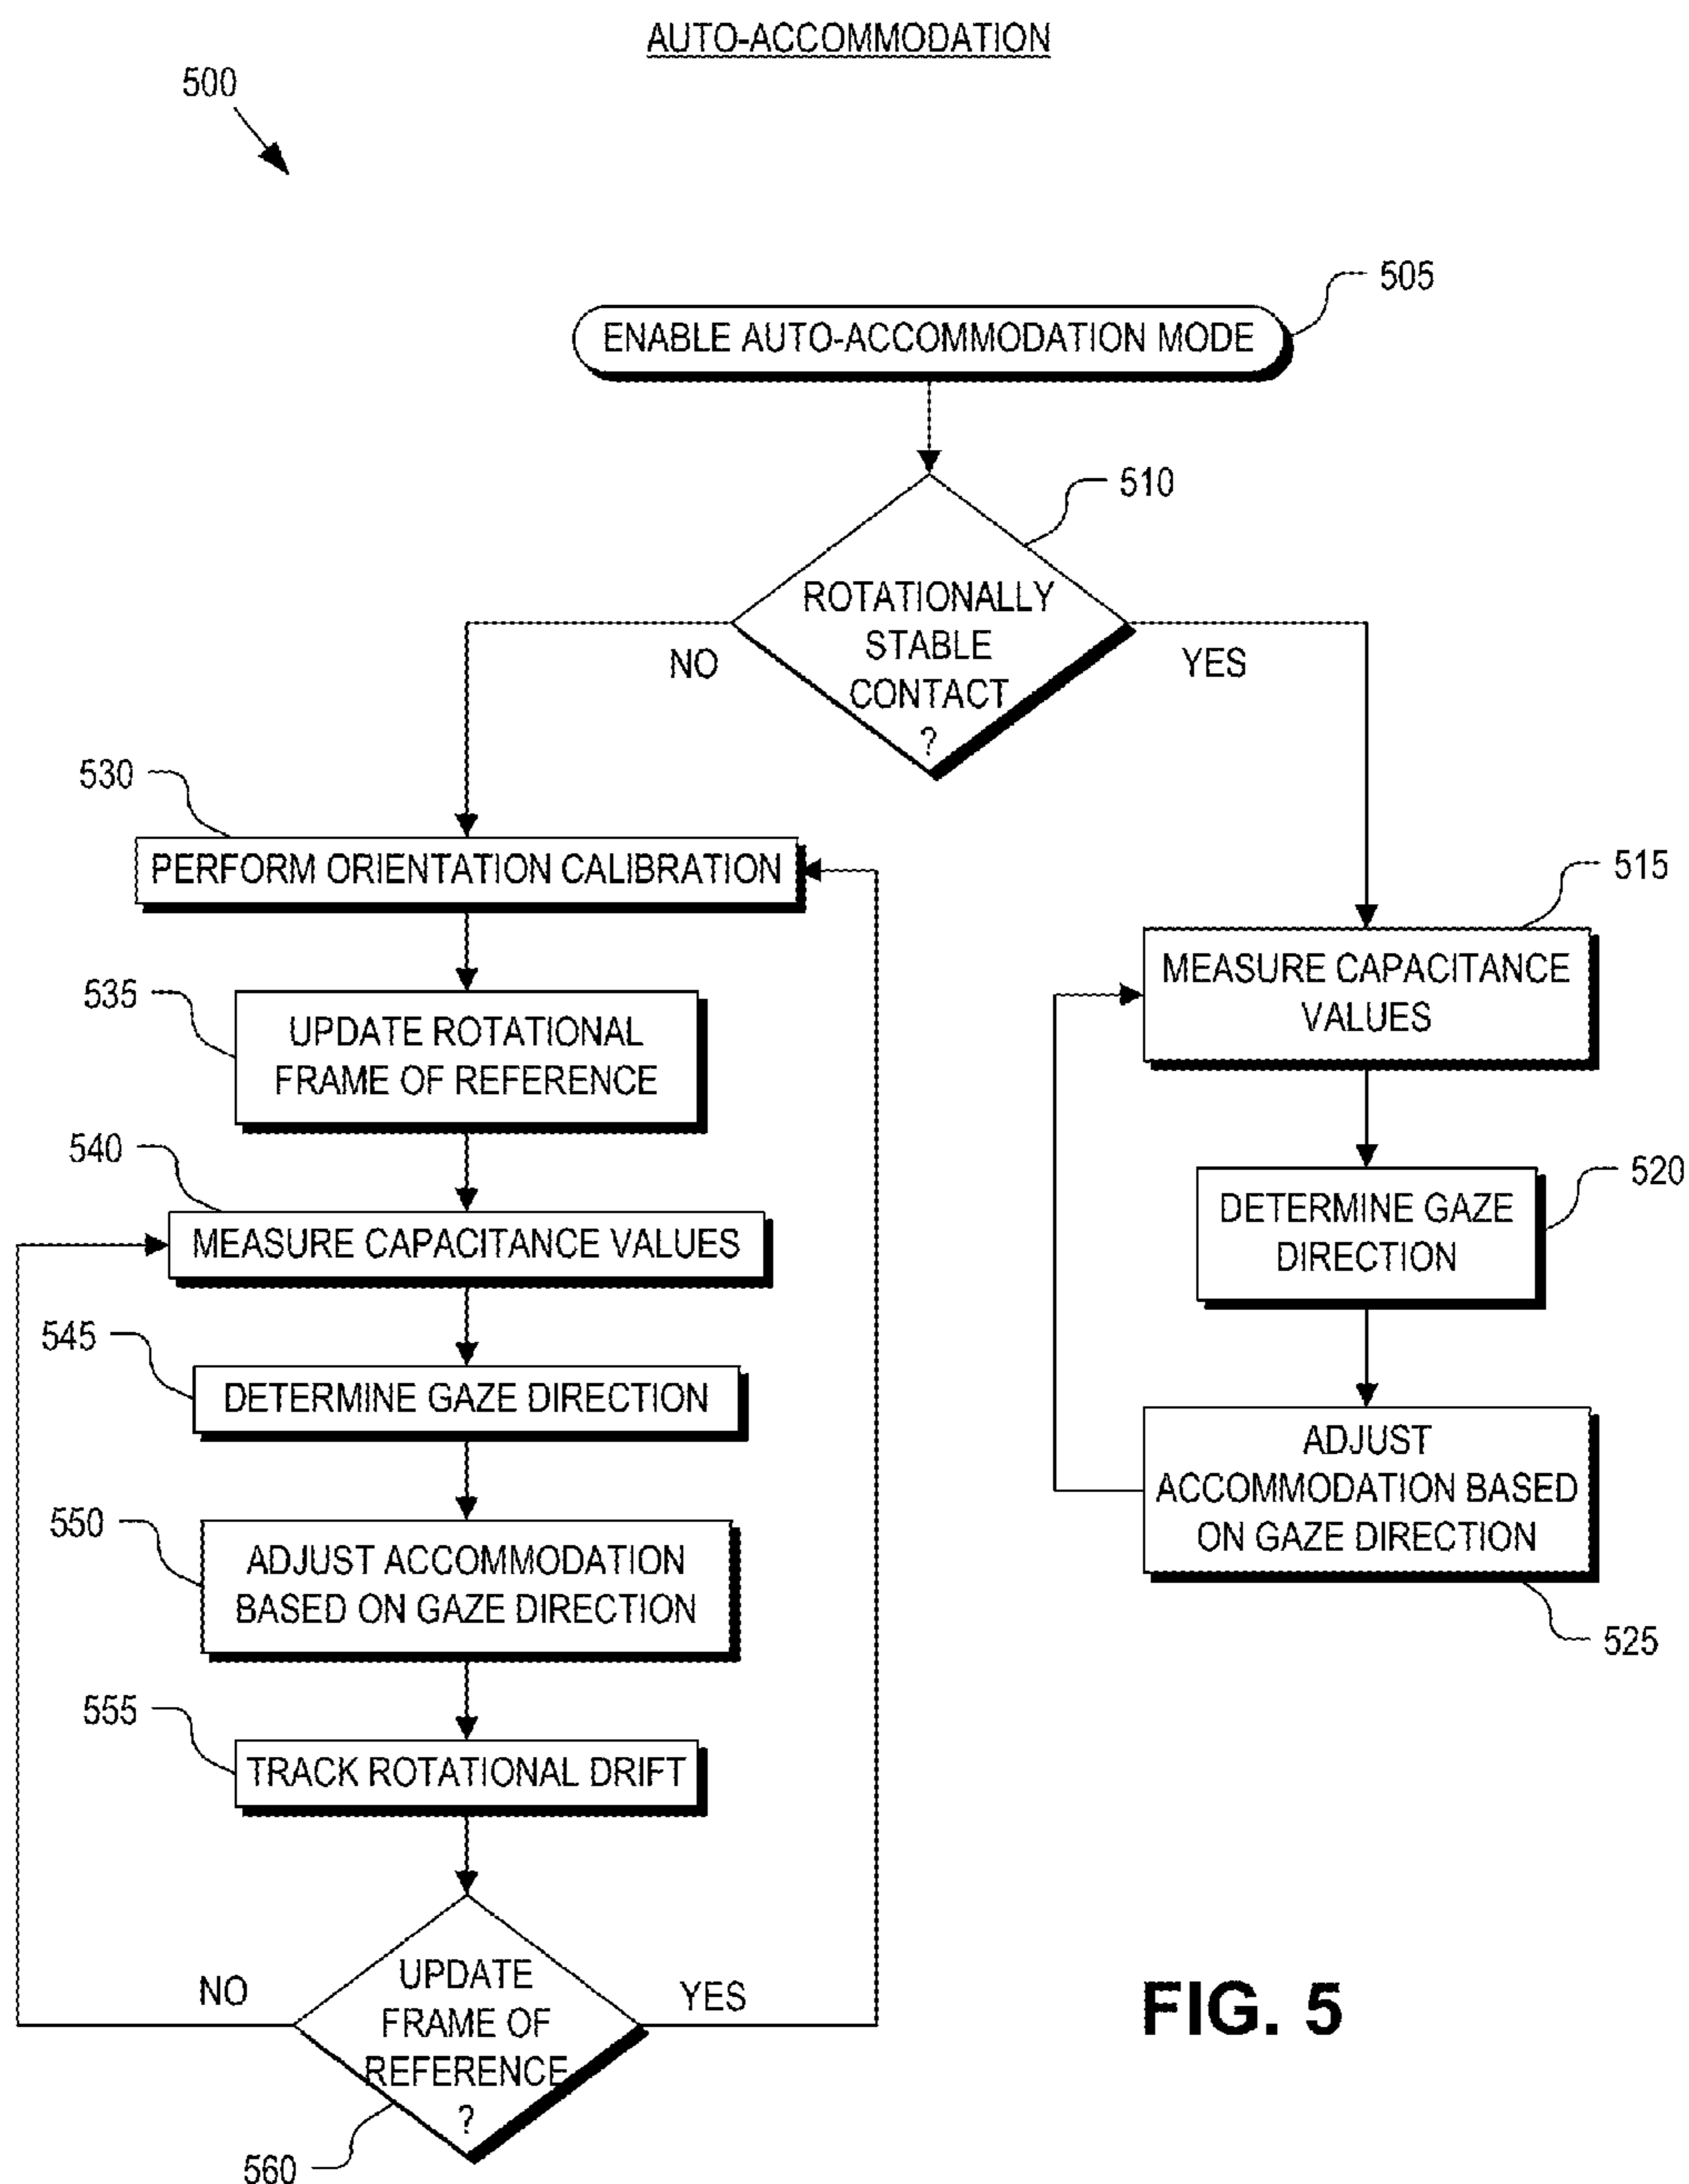 AUTO-ACCOMMODATION
500
505
ENABLE AUTO-ACCOMMODATION MODE
510
ROTATIONALLY
STABLE
CONTACT
?
NO
YES
530
PERFORM ORIENTATION CALIBRATION
535
UPDATE ROTATIONAL
FRAME OF REFERENCE
540
MEASURE CAPACITANCE VALUES
545
DETERMINE GAZE DIRECTION
550
ADJUST ACCOMMODATION
BASED ON GAZE DIRECTION
555
TRACK ROTATIONAL DRIFT
UPDATE
FRAME OF
REFERENCE
?
NO
YES
560
515
MEASURE CAPACITANCE
VALUES
520
DETERMINE GAZE
DIRECTION
ADJUST
ACCOMMODATION BASED
ON GAZE DIRECTION
525
FIG. 5